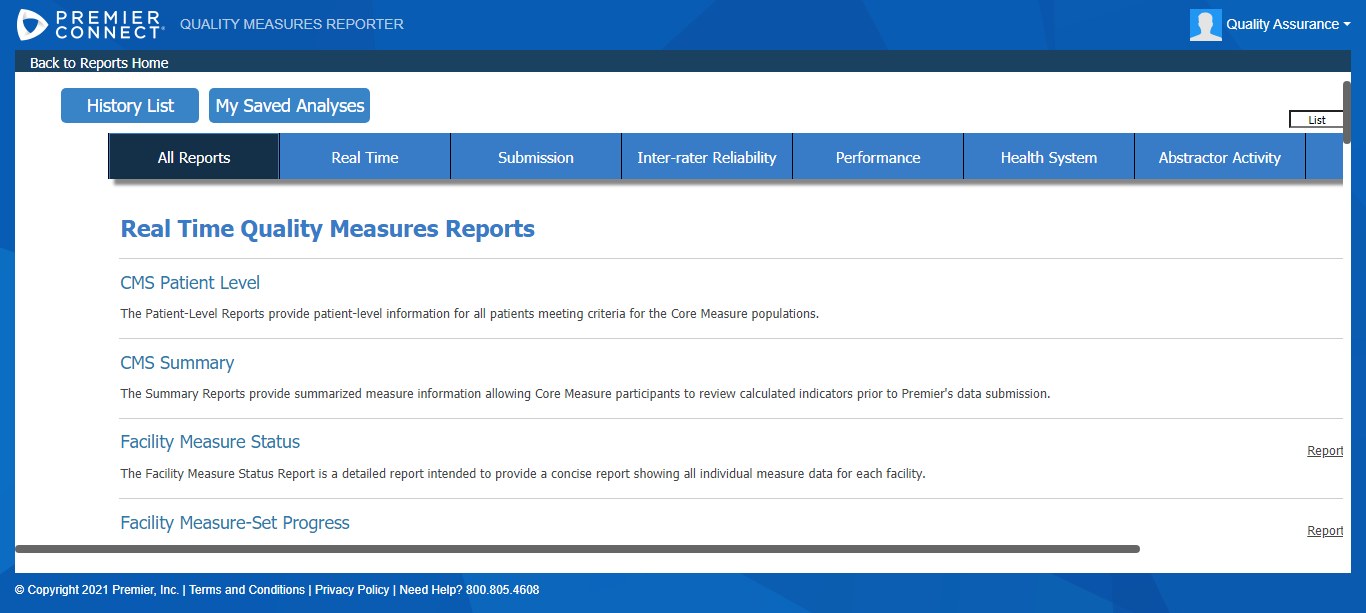 PREMIER CONNECT® QUALITY MEASURES REPORTER
Quality Assurance
Back to Reports Home
History List My Saved Analyses
List
All Reports Real Time Submission Inter-rater Reliability Performance Health System Abstractor Activity
Real Time Quality Measures Reports
CMS Patient Level
The Patient-Level Reports provide patient-level information for all patients meeting criteria for the Core Measure populations.
CMS Summary
The Summary Reports provide summarized measure information allowing Core Measure participants to review calculated indicators prior to Premier's data submission.
Facility Measure Status
Report
The Facility Measure Status Report is a detailed report intended to provide a concise report showing all individual measure data for each facility.
Facility Measure-Set Progress
Report
© Copyright 2021 Premier, Inc. | Terms and Conditions | Privacy Policy | Need Help? 800.805.4608